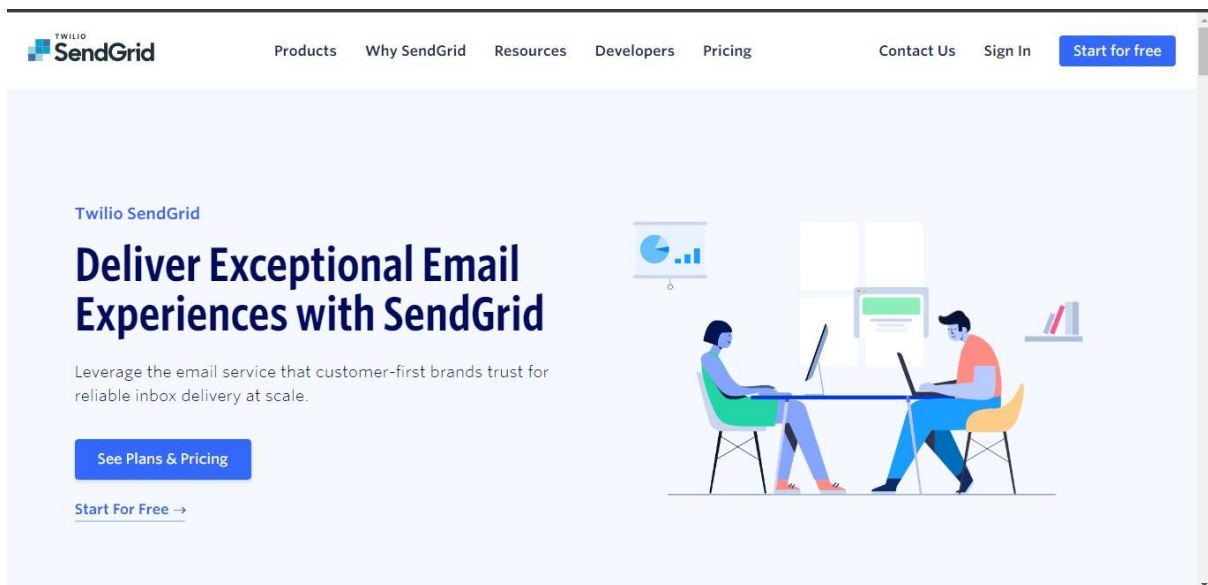 TWILIO
SendGrid
Products Why SendGrid Resources Developers Pricing Contact Us Sign In Start for free
Twilio SendGrid
Deliver Exceptional Email
Experiences with SendGrid
Leverage the email service that customer-first brands trust for
reliable inbox delivery at scale.
See Plans & Pricing
Start For Free →